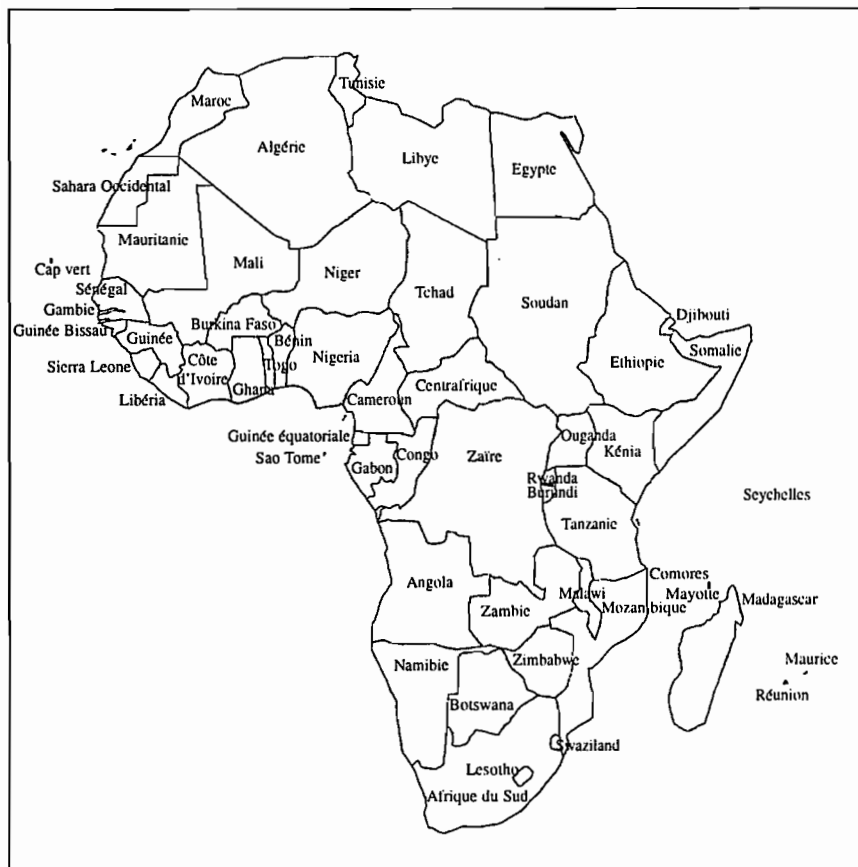 Tunisie
Maroc
Algérie
Libye
Egypte
Sahara Occidental
Mauritanie
Cap vert
Mali
Niger
Tchad
Soudan
Sénégal
Gambie
Djibouti
Guinée Bissau
Guinée
Burkina Faso
Bénin
Somalie
Sierra Leone
Côte
d'Ivoire
Ghana
Togo
Nigeria
Ethiopie
Centrafrique
Libéria
Cameroun
Guinée équatoriale
Ouganda
Kénia
Sao Tome
Gabon
Congo
Zaïre
Rwanda
Burundi
Seychelles
Tanzanie
Angola
Comores
Malawi
Mayotte
Mozambique
Madagascar
Zambie
Namibie
Zimbabwe
Maurice
Réunion
Botswana
Swaziland
Lesotho
Afrique du Sud